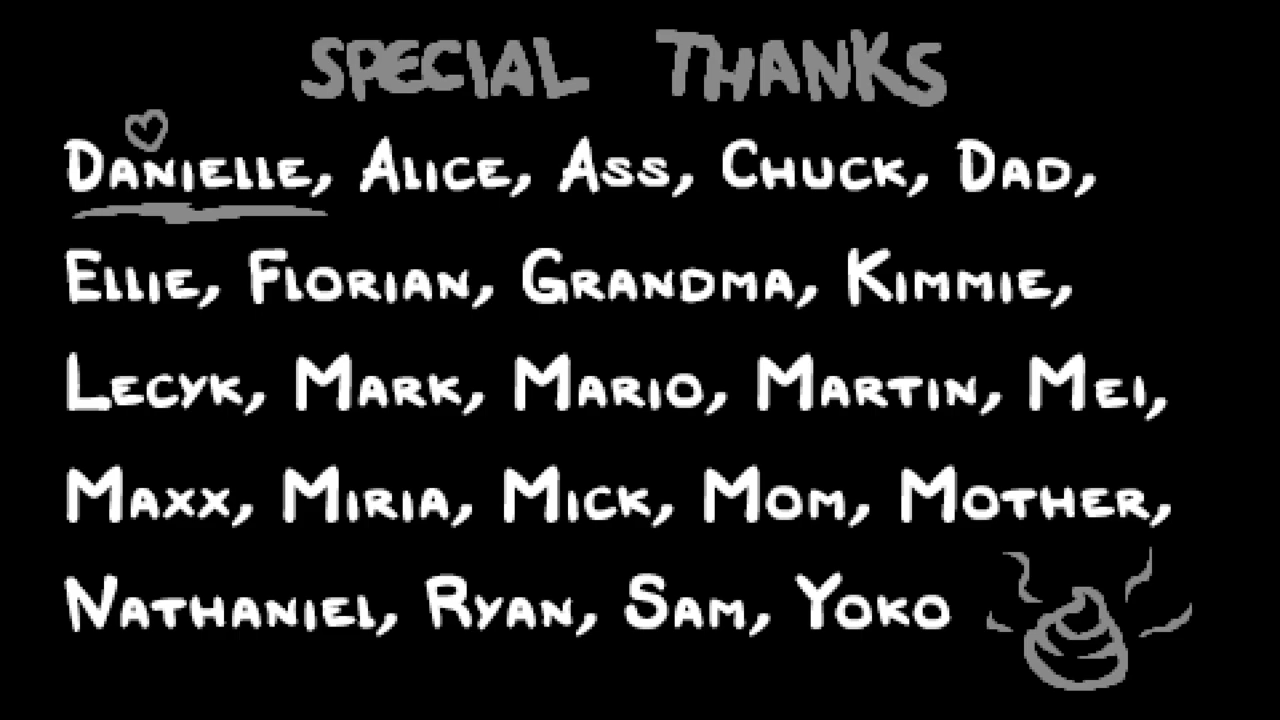 SPECIAL THANKS
Danielle, Alice, Ass, Chuck, Dad,
Ellie, Florian, Grandma, Kimmie,
Lecyk, Mark, Mario, Martin, Mei,
Maxx, Miria, Mick, Mom, Mother,
Nathaniel, Ryan, Sam, Yoko